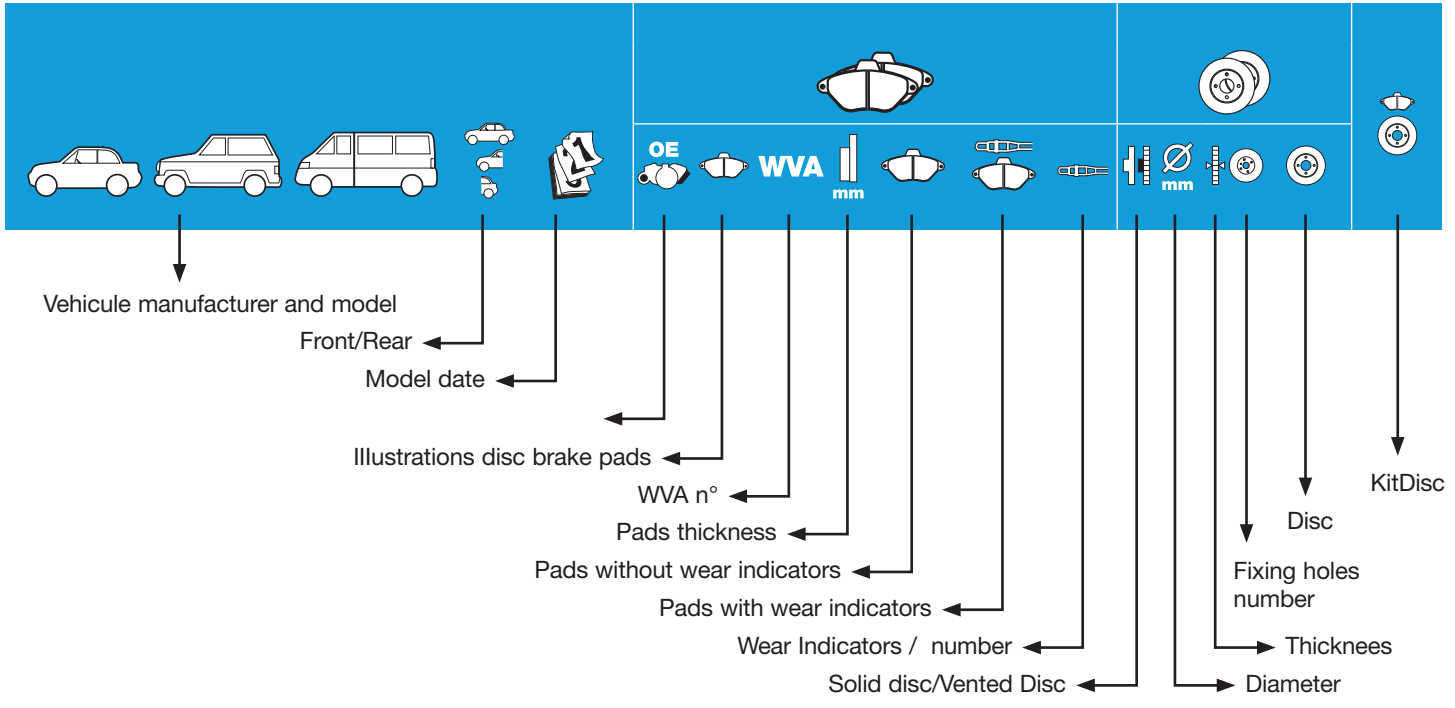 OE
WVA
mm
mm
Vehicule manufacturer and model
Front/Rear
Model date
Illustrations disc brake pads
WVA n°
Pads thickness
Pads without wear indicators
Pads with wear indicators
Wear Indicators / number
Solid disc/Vented Disc
KitDisc
Disc
Fixing holes
number
Thicknees
Diameter